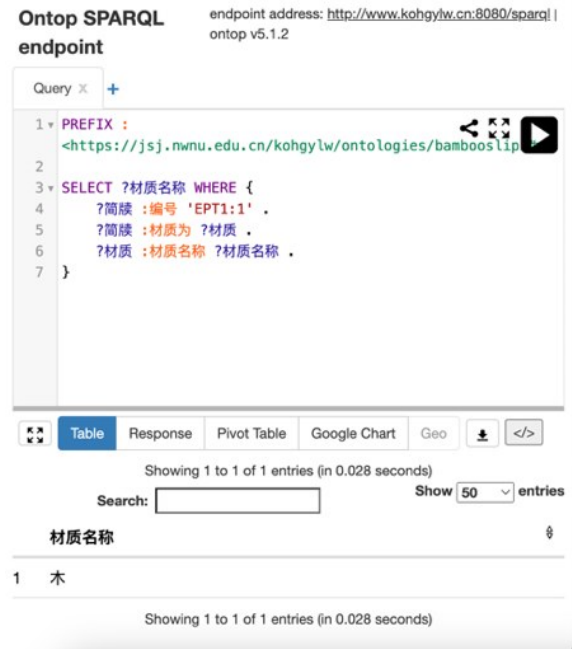 Ontop SPARQL
endpoint
endpoint address: http://www.kohgylw.cn:8080/sparql |
ontop v5.1.2
Query X +
1 PREFIX :
<https://jsj.nwnu.edu.cn/kohgylw/ontologies/bambooslip
2
3 SELECT ?材质名称 WHERE {
4 ?简牍 :编号 'EPT1:1' .
5 ?简牍 :材质为 ?材质 .
6 ?材质 :材质名称 ?材质名称 .
7 }
Table Response Pivot Table Google Chart Geo </>
Showing 1 to 1 of 1 entries (in 0.028 seconds)
Search: Show 50 entries
材质名称
1 木
Showing 1 to 1 of 1 entries (in 0.028 seconds)